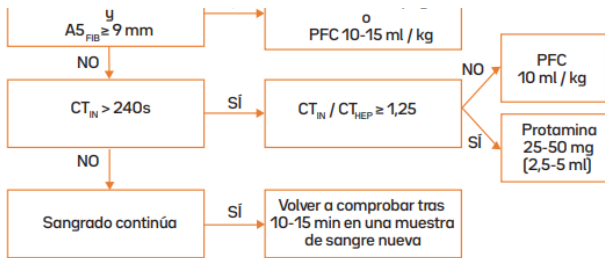 y
A5FIB ≥ 9 mm
o
PFC 10-15 ml / kg
NO
CTIN > 240s
SÍ
CTIN / CTHEP ≥ 1,25
NO
PFC
10 ml / kg
SÍ
Protamina
25-50 mg
(2,5-5 ml)
NO
Sangrado continúa
SÍ
Volver a comprobar tras
10-15 min en una muestra
de sangre nueva